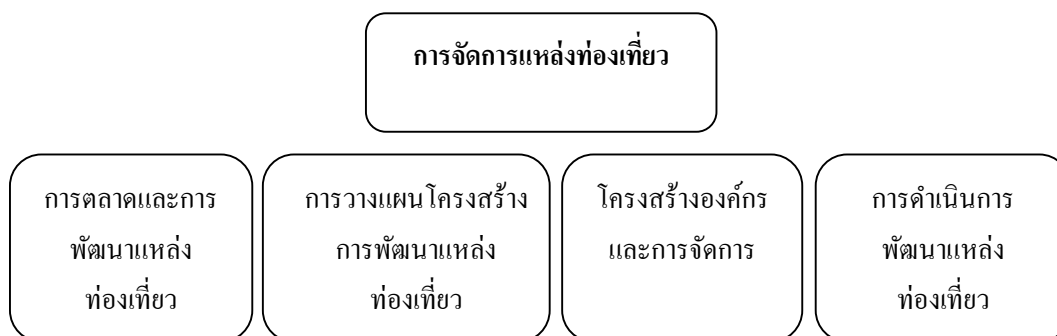 การจัดการแหล่งท่องเที่ยว
การตลาดและการ
พัฒนาแหล่ง
ท่องเที่ยว
การวางแผนโครงสร้าง
การพัฒนาแหล่ง
ท่องเที่ยว
โครงสร้างองค์กร
และการจัดการ
การดำเนินการ
พัฒนาแหล่ง
ท่องเที่ยว